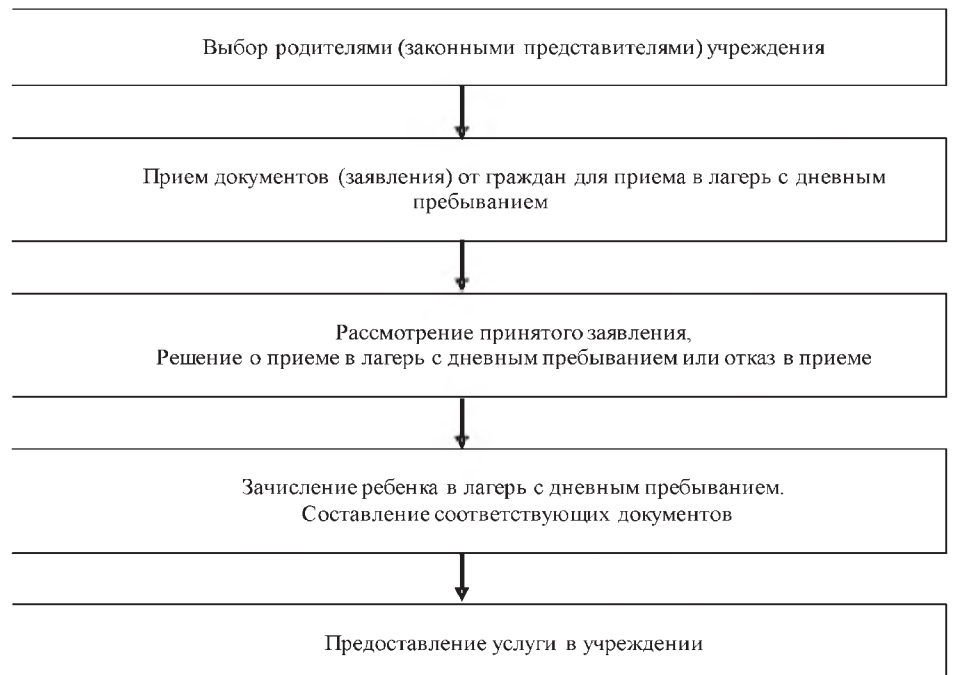 Выбор родителями (законными представителями) учреждения
Прием документов (заявления) от граждан для приема в лагерь с дневным
пребыванием
Рассмотрение принятого заявления,
Решение о приеме в лагерь с дневным пребыванием или отказ в приеме
Зачисление ребенка в лагерь с дневным пребыванием.
Составление соответствующих документов
Предоставление услуги в учреждении